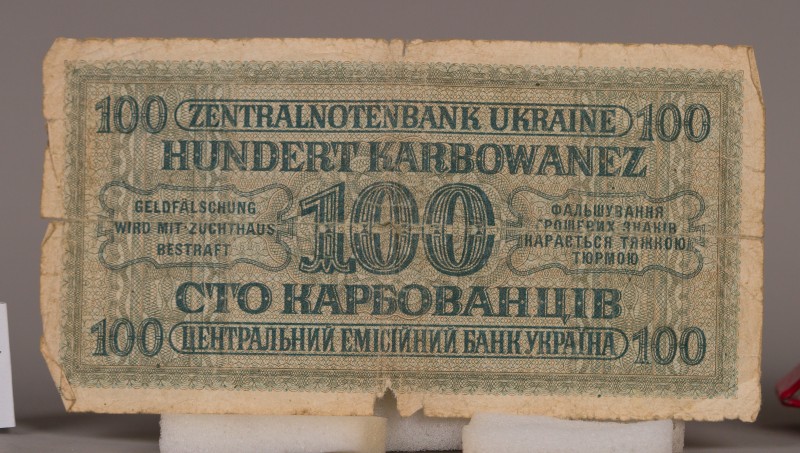 100 ZENTRALNOTENBANK UKRAINE 100
HUNDERT KARBOWANEZ
GELDFÄLSCHUNG
WIRD MIT ZUCHTHAUS
BESTRAFT
100
ФАЛЬШУВАННЯ
ГРОШЕВИХ ЗНАКІВ
КАРАЄТЬСЯ ТЯЖКОЮ
ТЮРМОЮ
СТО КАРБОВАНЦІВ
100 ЦЕНТРАЛЬНИЙ ЕМІСІЙНИЙ БАНК УКРАЇНА 100